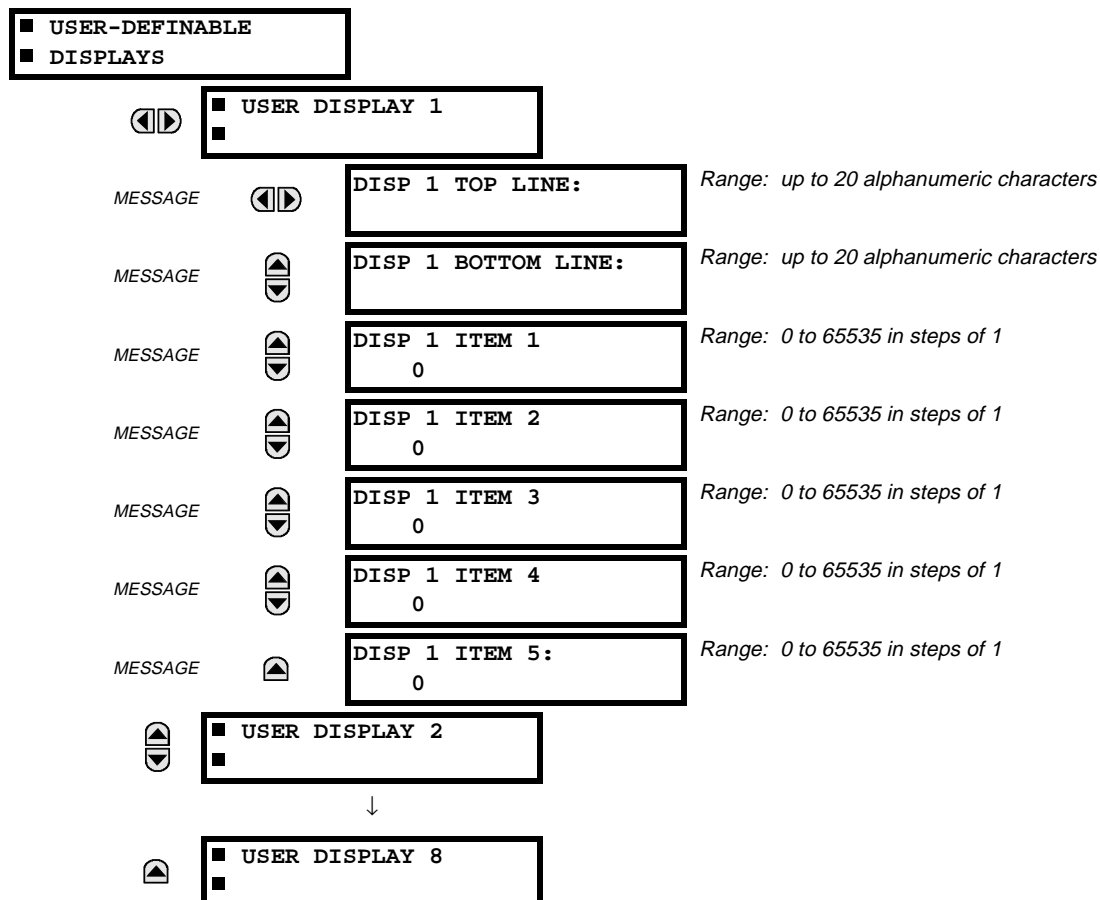 ■ USER-DEFINABLE
■ DISPLAYS
■ USER DISPLAY 1
■
MESSAGE DISP 1 TOP LINE: Range: up to 20 alphanumeric characters
MESSAGE DISP 1 BOTTOM LINE: Range: up to 20 alphanumeric characters
MESSAGE DISP 1 ITEM 1 Range: 0 to 65535 in steps of 1
0
MESSAGE DISP 1 ITEM 2 Range: 0 to 65535 in steps of 1
0
MESSAGE DISP 1 ITEM 3 Range: 0 to 65535 in steps of 1
0
MESSAGE DISP 1 ITEM 4 Range: 0 to 65535 in steps of 1
0
MESSAGE DISP 1 ITEM 5: Range: 0 to 65535 in steps of 1
0
■ USER DISPLAY 2
■
↓
■ USER DISPLAY 8
■